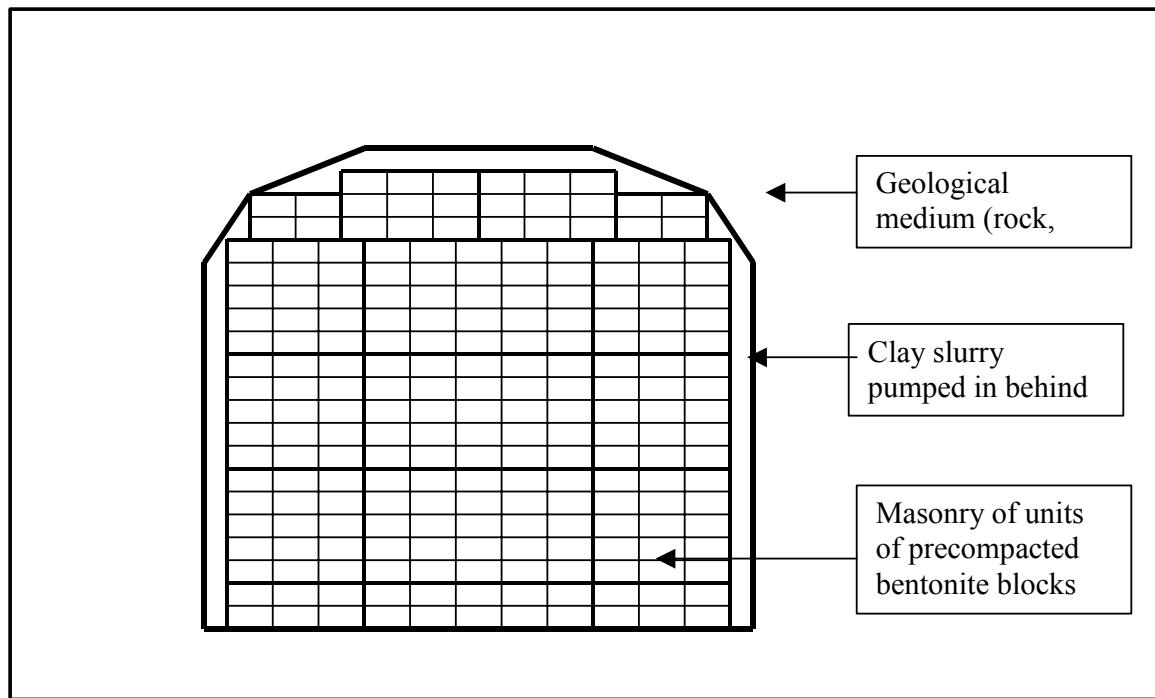 Geological
medium (rock,
Clay slurry
pumped in behind
Masonry of units
of precompacted
bentonite blocks